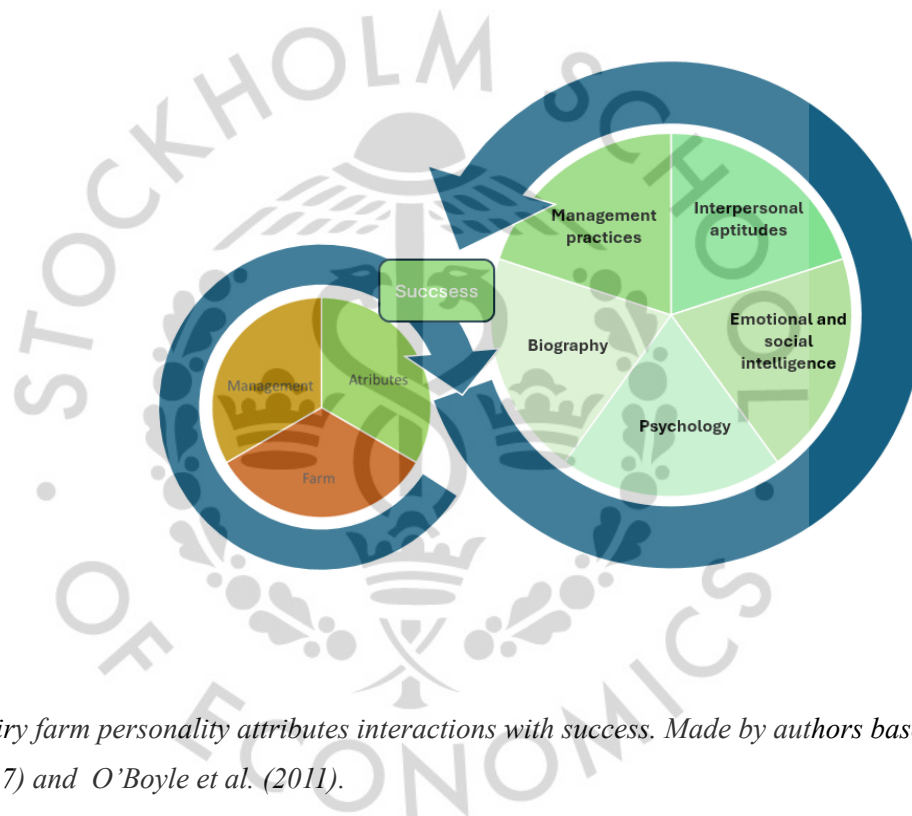 STOCKHOLM SCHOOL
OF ECONOMICS
Management
practices
Interpersonal
aptitudes
Succsess
Emotional and
social
intelligence
Biography
Management
Atributes
Psychology
Farm
iry farm personality attributes interactions with success. Made by authors bas
7) and O’Boyle et al. (2011).